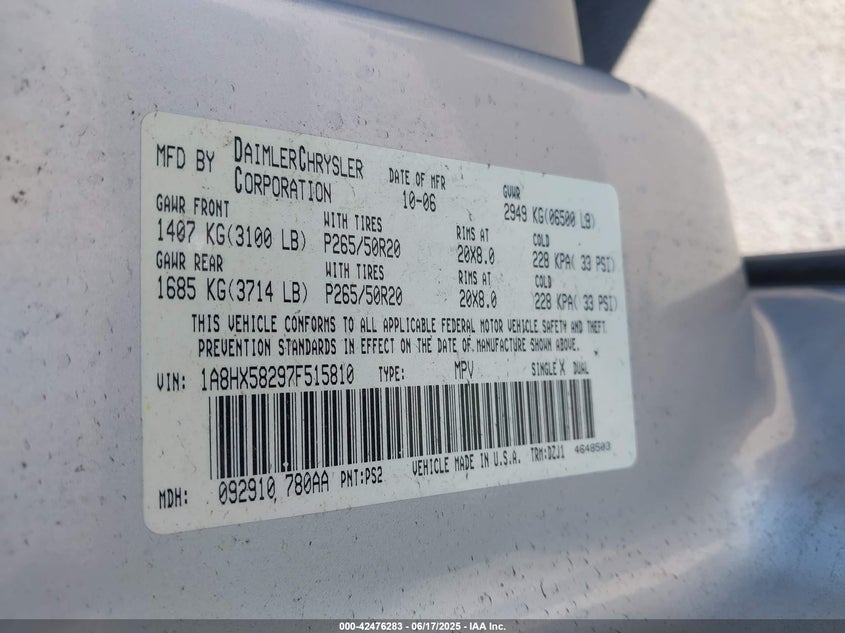 MFD BY DAIMLERCHRYSLER CORPORATION DATE OF MFR 10-06 GVWR 2949 KG(06500 LB)
GAWR FRONT WITH TIRES RIMS AT COLD
1407 KG(3100 LB) P265/50R20 20X8.0 228 KPA( 33 PSI)
GAWR REAR WITH TIRES RIMS AT COLD
1685 KG(3714 LB) P265/50R20 20X8.0 228 KPA( 33 PSI)
THIS VEHICLE CONFORMS TO ALL APPLICABLE FEDERAL MOTOR VEHICLE SAFETY AND THEFT
PREVENTION STANDARDS IN EFFECT ON THE DATE OF MANUFACTURE SHOWN ABOVE.
VIN: 1A8HX58297F515810 TYPE: MPV SINGLE X DUAL
MDH: 092910 780AA PNT:PS2 VEHICLE MADE IN U.S.A. TRM:DZJ1 4648503
000-42476283 - 06/17/2025 - IAA Inc.